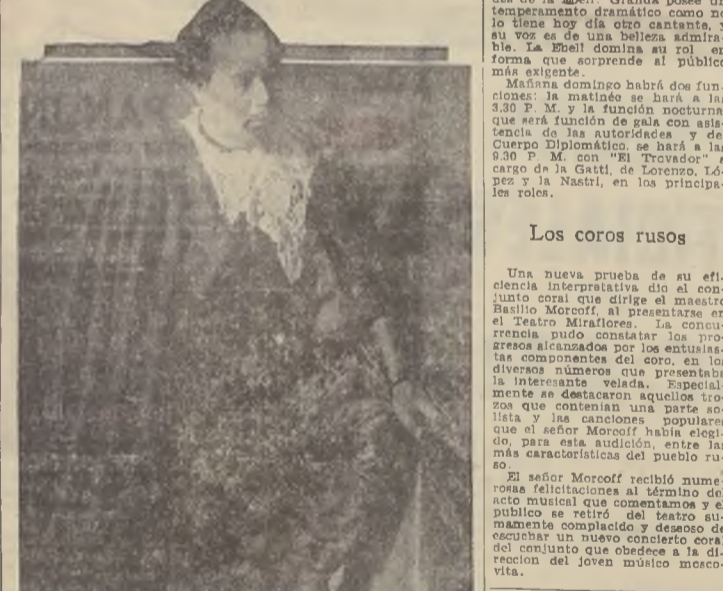 des de la Ebell. Granda posee un
temperamento dramático como no
lo tiene hoy día otro cantante, y
su voz es de una belleza admira-
ble. La Ebell domina su rol en
forma que sorprende al público
más exigente.
Mañana domingo habrá dos fun-
ciones: la matinée se hará a las
3.30 P. M. y la función nocturna
que será función de gala con asis-
tencia de las autoridades y del
Cuerpo Diplomático, se hará a las
9.30 P. M. con "El Trovador" a
cargo de la Gatti, de Lorenzo, Ló-
pez y la Nastri, en los principa-
les roles.
Los coros rusos
Una nueva prueba de su efi-
ciencia interpretativa dio el con-
junto coral que dirige el maestro
Basilio Morcoff, al presentarse en
el Teatro Miraflores. La concu-
rrencia pudo constatar los pro-
gresos alcanzados por los entusias-
tas componentes del coro, en los
diversos números que presentaba
la interesante velada. Especial-
mente se destacaron aquellos tro-
zos que contenían una parte so-
lista y las canciones populares
que el señor Morcoff había elegi-
do, para esta audición, entre las
más características del pueblo ru-
so.
El señor Morcoff recibió nume-
rosas felicitaciones al término del
acto musical que comentamos y el
público se retiró del teatro su-
mamente complacido y deseoso de
escuchar un nuevo concierto coral
del conjunto que obedece a la di-
reccion del joven músico mosco-
vita.